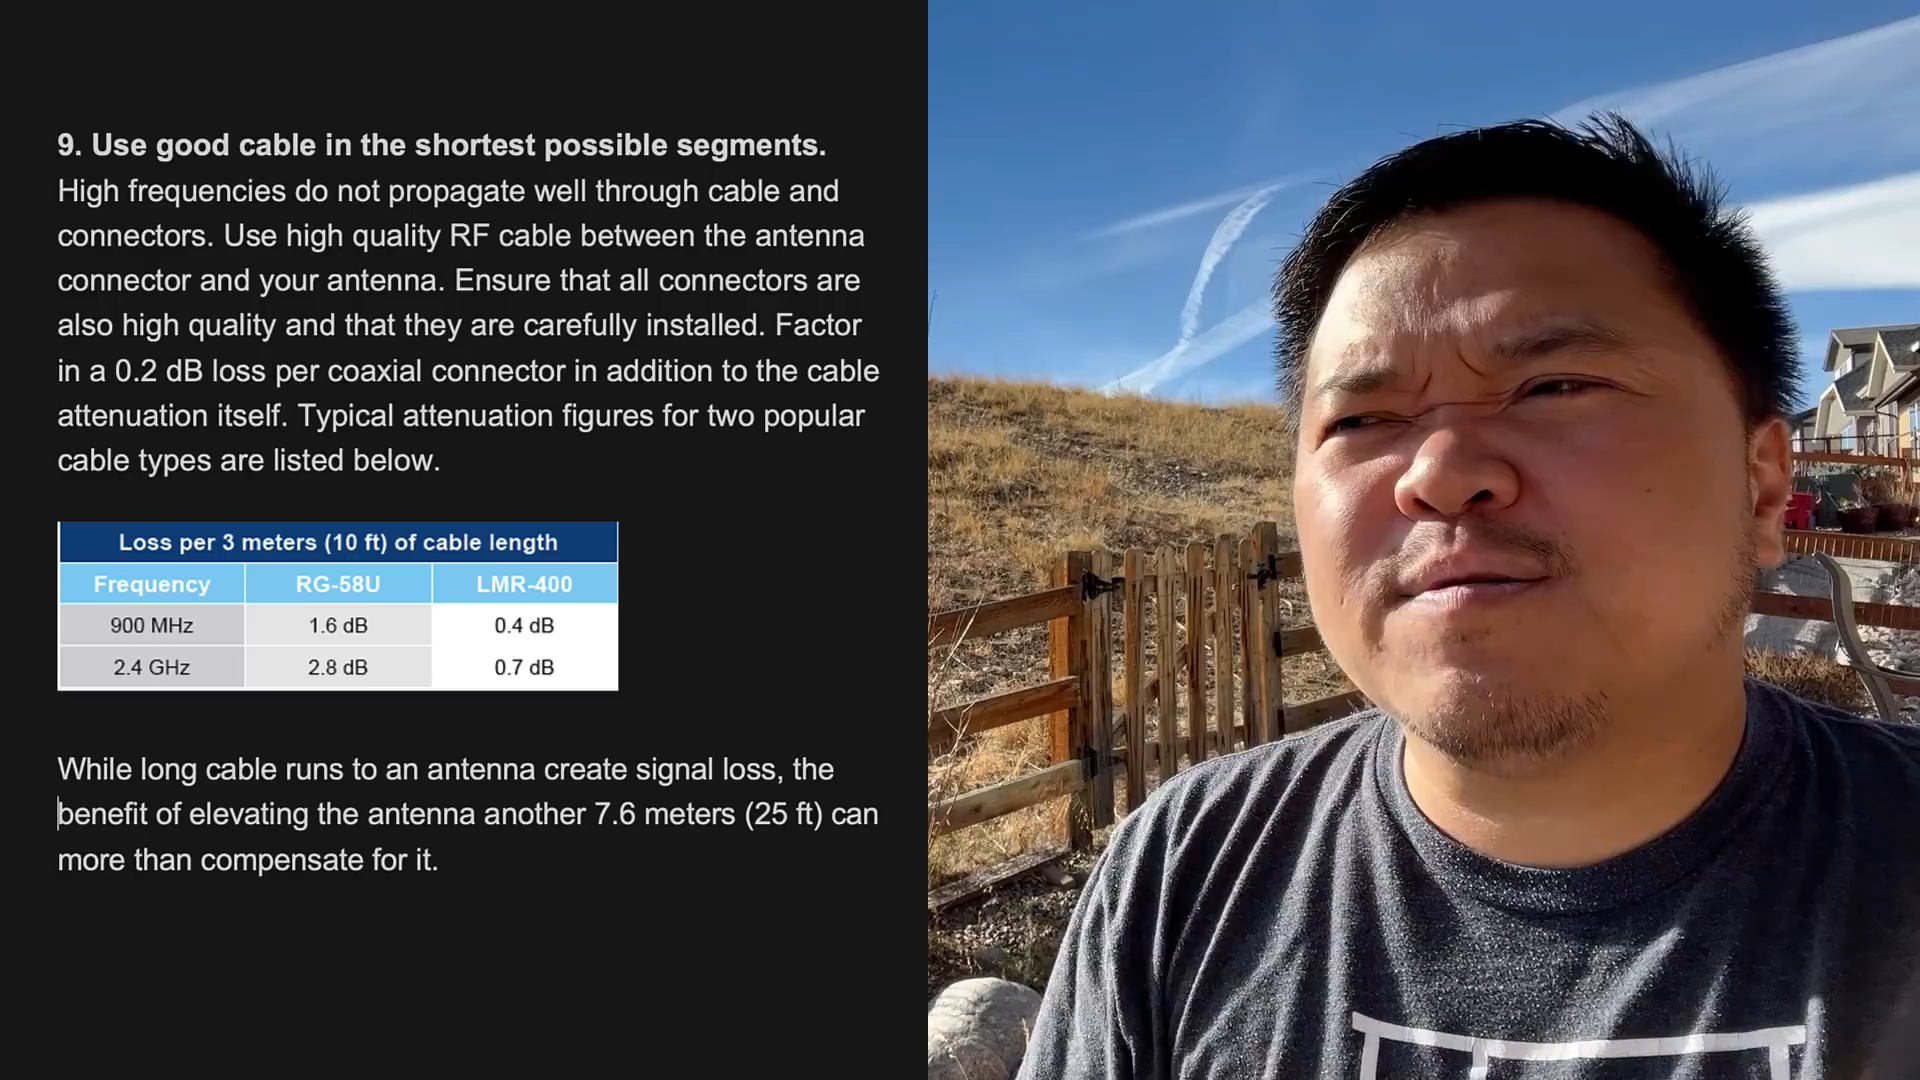 9. Use good cable in the shortest possible segments.
High frequencies do not propagate well through cable and
connectors. Use high quality RF cable between the antenna
connector and your antenna. Ensure that all connectors are
also high quality and that they are carefully installed. Factor
in a 0.2 dB loss per coaxial connector in addition to the cable
attenuation itself. Typical attenuation figures for two popular
cable types are listed below.
Loss per 3 meters (10 ft) of cable length
Frequency RG-58U LMR-400
900 MHz 1.6 dB 0.4 dB
2.4 GHz 2.8 dB 0.7 dB
While long cable runs to an antenna create signal loss, the
benefit of elevating the antenna another 7.6 meters (25 ft) can
more than compensate for it.